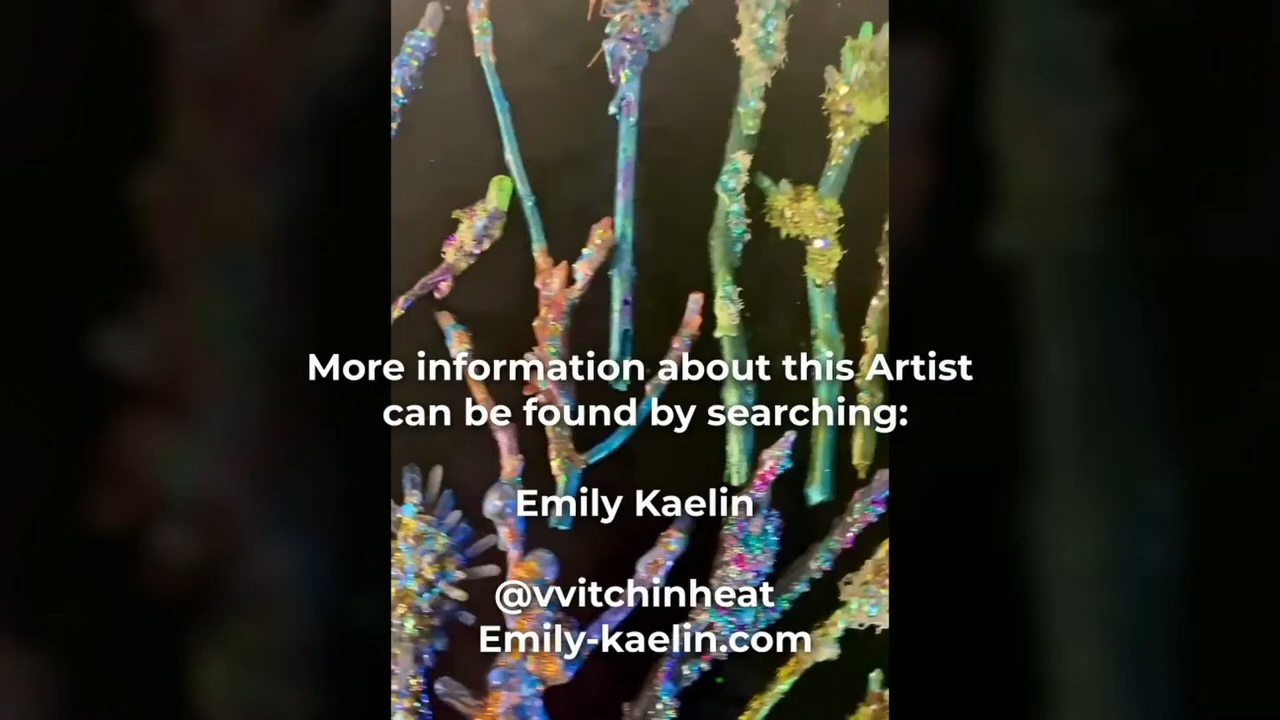 More information about this Artist
can be found by searching:
Emily Kaelin
@vvitchinheat
Emily-kaelin.com